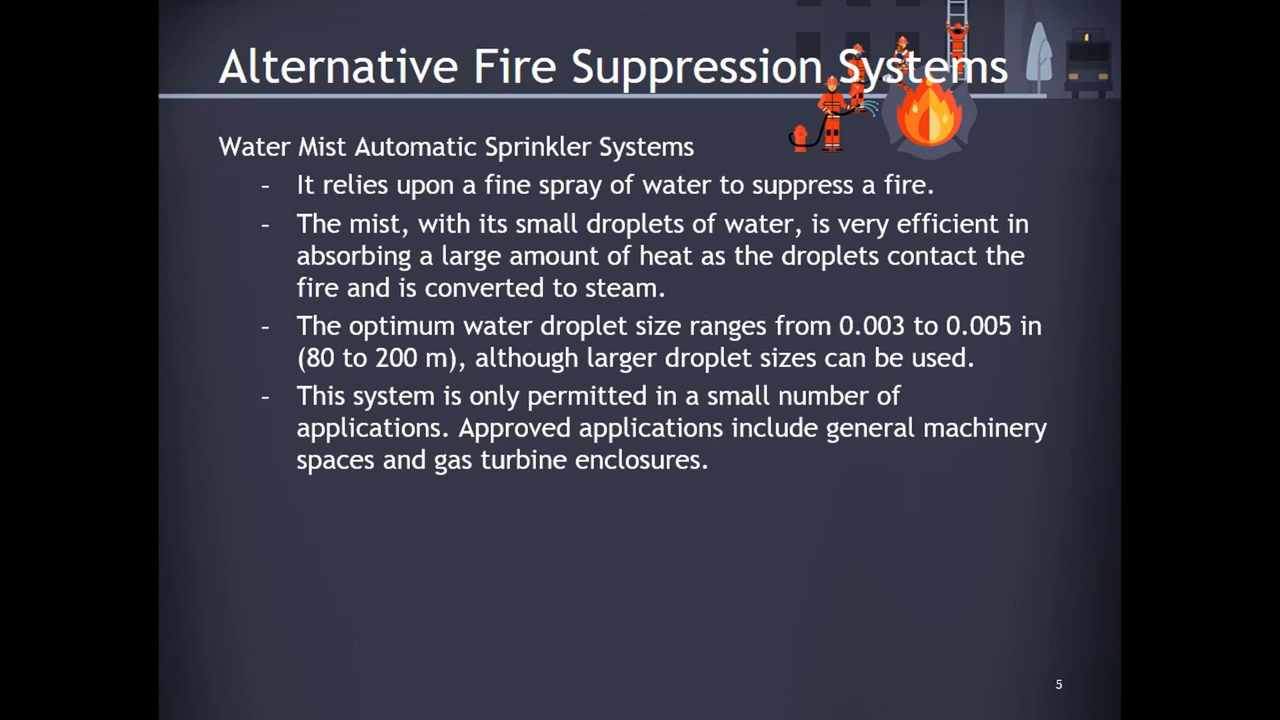 Alternative Fire Suppression Systems
Water Mist Automatic Sprinkler Systems
- It relies upon a fine spray of water to suppress a fire.
- The mist, with its small droplets of water, is very efficient in
absorbing a large amount of heat as the droplets contact the
fire and is converted to steam.
- The optimum water droplet size ranges from 0.003 to 0.005 in
(80 to 200 m), although larger droplet sizes can be used.
- This system is only permitted in a small number of
applications. Approved applications include general machinery
spaces and gas turbine enclosures.
5